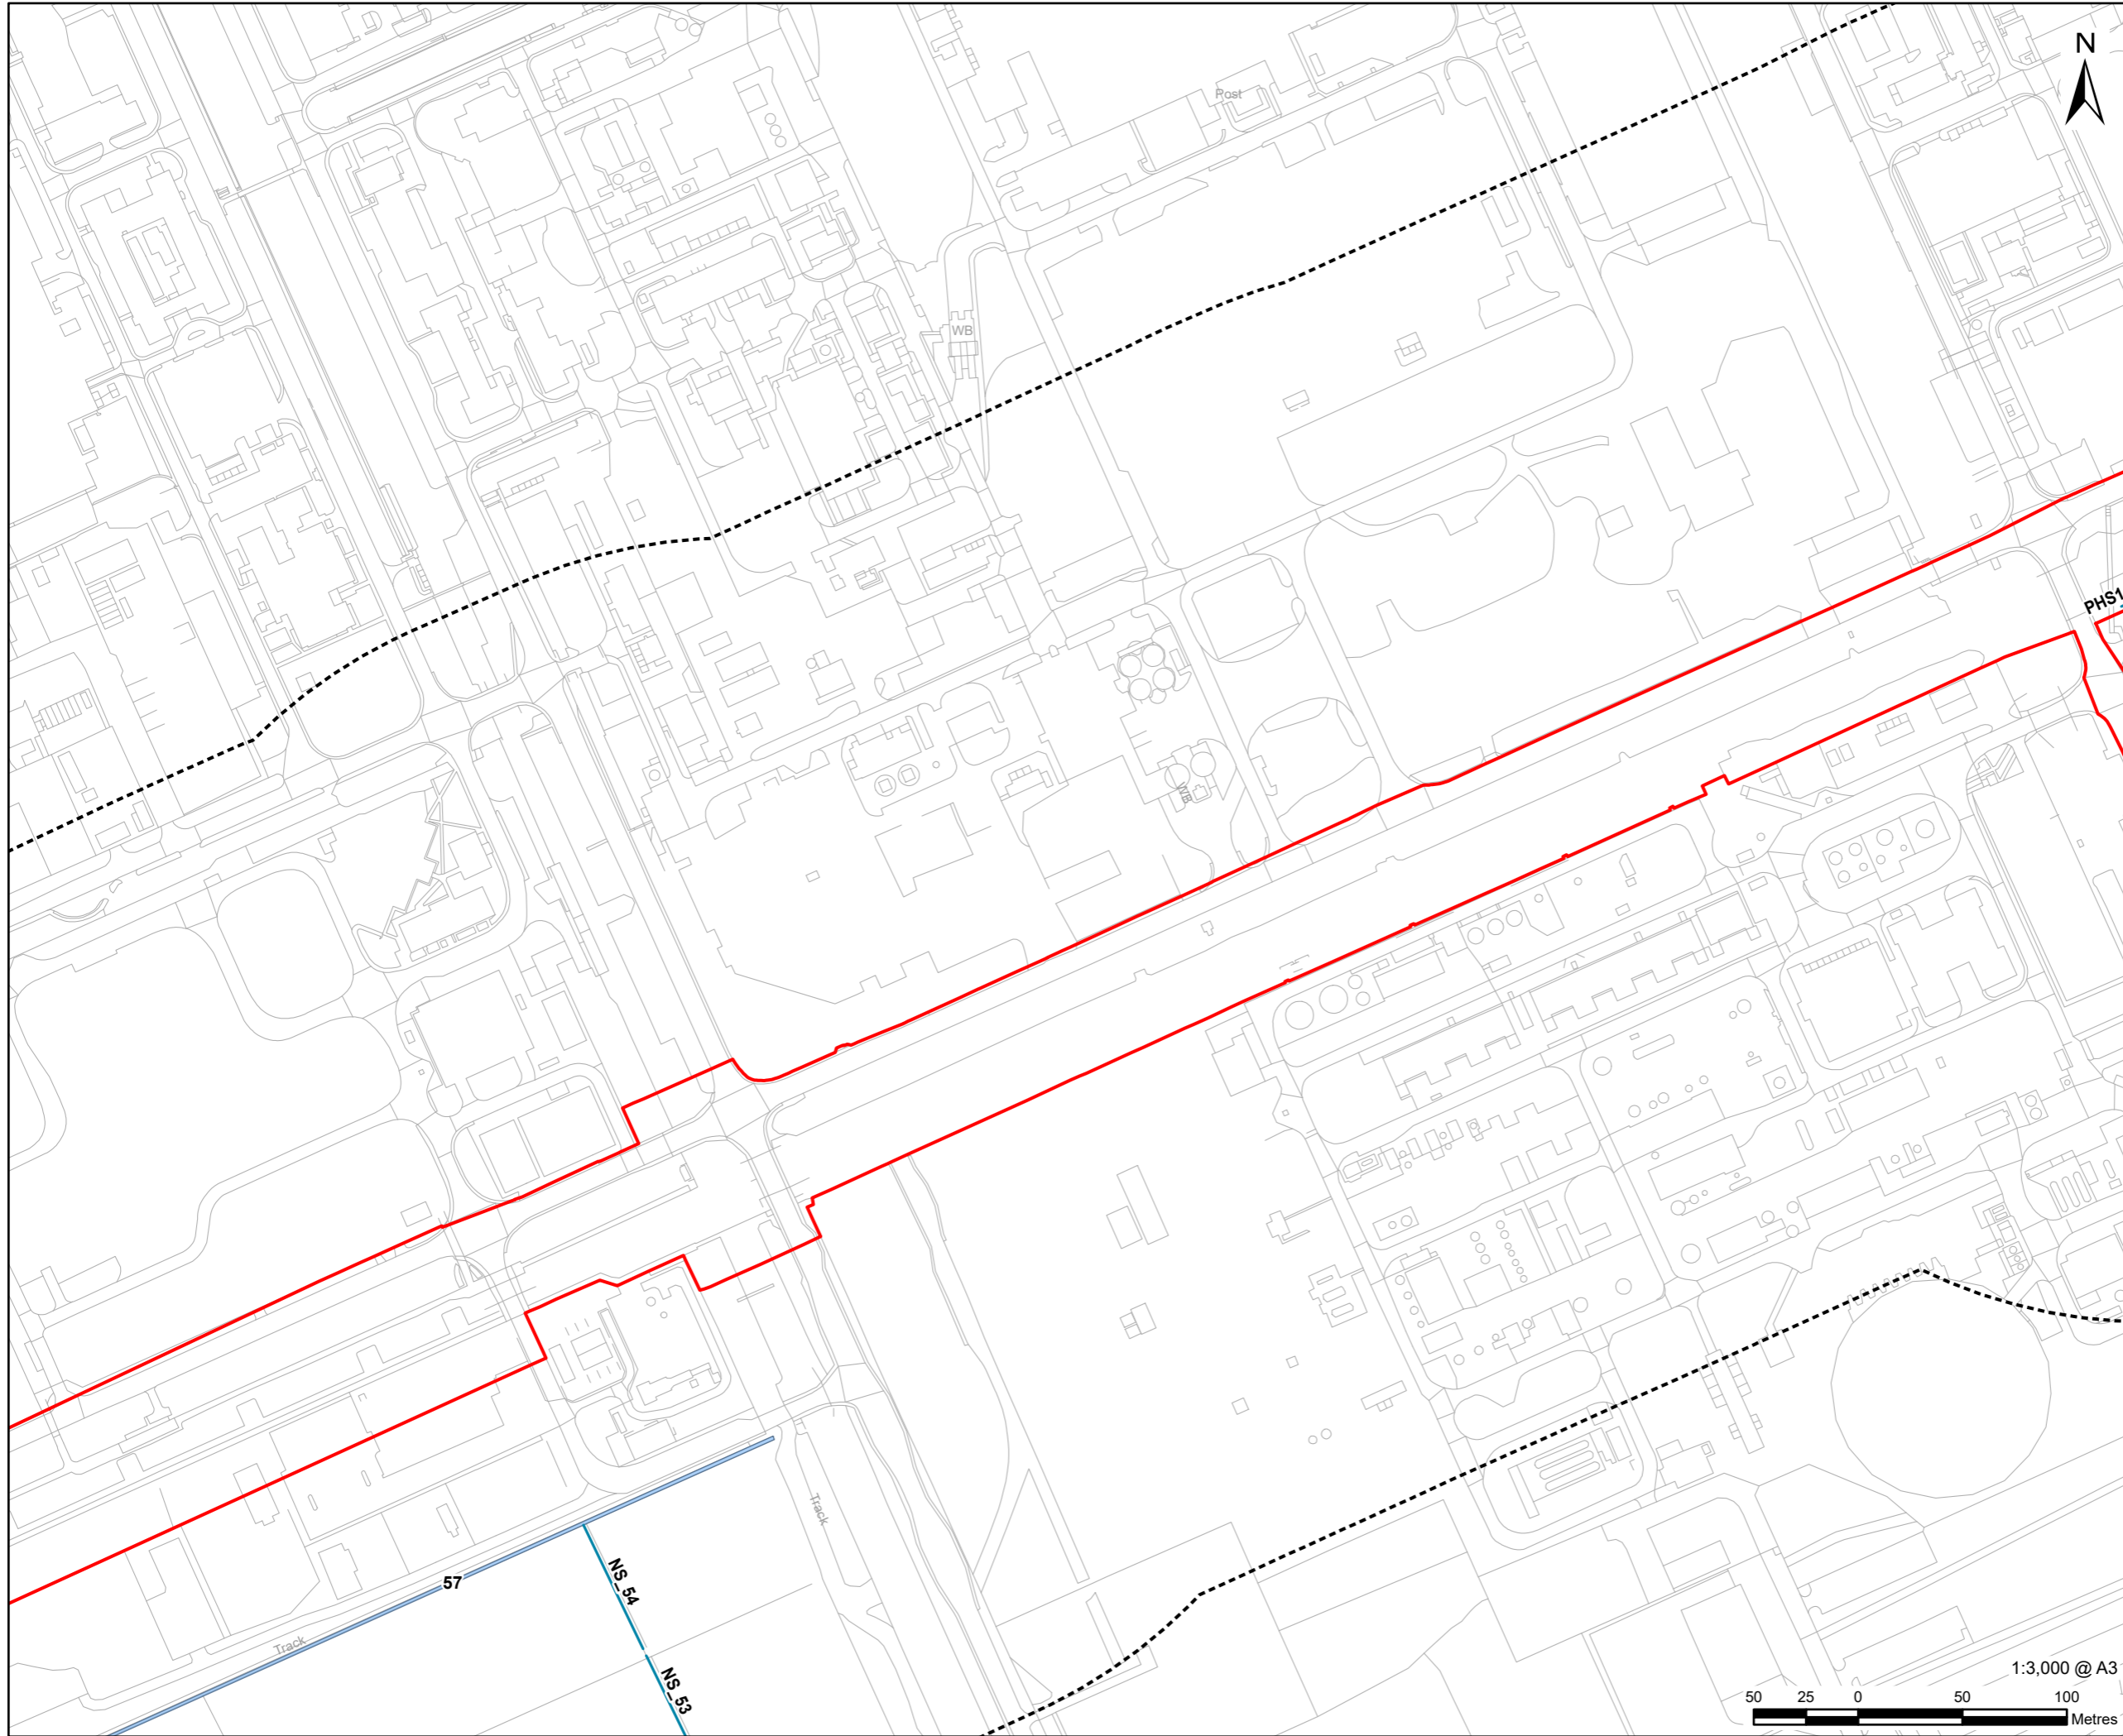 N
Post
WB
PHS1
WB
Track
57
NS_54
Track
NS_53
1:3,000 @ A3
50 25 0 50 100
Metres